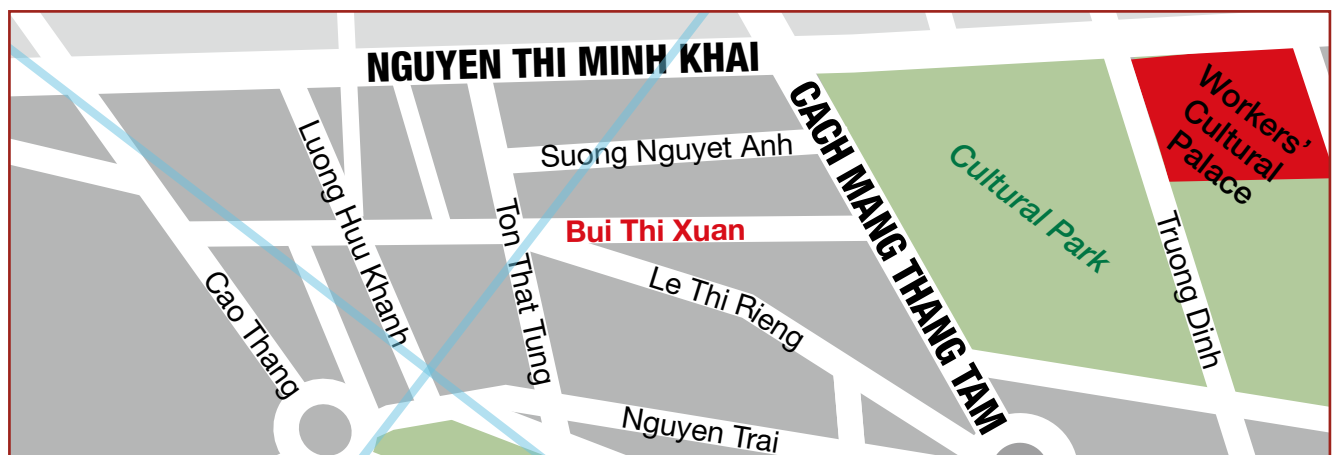 NGUYEN THI MINH KHAI
Workers'
Cultural
Palace
CACH MANG THANG TAM
Luong Huu Khanh
Suong Nguyet Anh
Cultural Park
Ton That Tung
Bui Thi Xuan
Truong Dinh
Cao Thang
Le Thi Rieng
Nguyen Trai